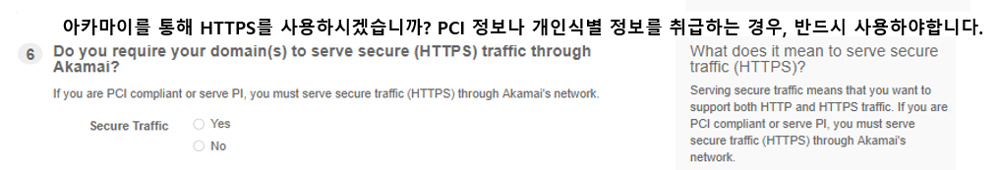 아카마이를 통해 HTTPS를 사용하시겠습니까? PCI 정보나 개인식별 정보를 취급하는 경우, 반드시 사용하야합니다.
6
Do you require your domain(s) to serve secure (HTTPS) traffic through
Akamai?
If you are PCI compliant or serve PI, you must serve secure traffic (HTTPS) through Akamai's network.
Secure Traffic
Yes
No
What does it mean to serve secure
traffic (HTTPS)?
Serving secure traffic means that you want to
support both HTTP and HTTPS traffic. If you are
PCI compliant or serve PI, you must serve
secure traffic (HTTPS) through Akamai's
network.